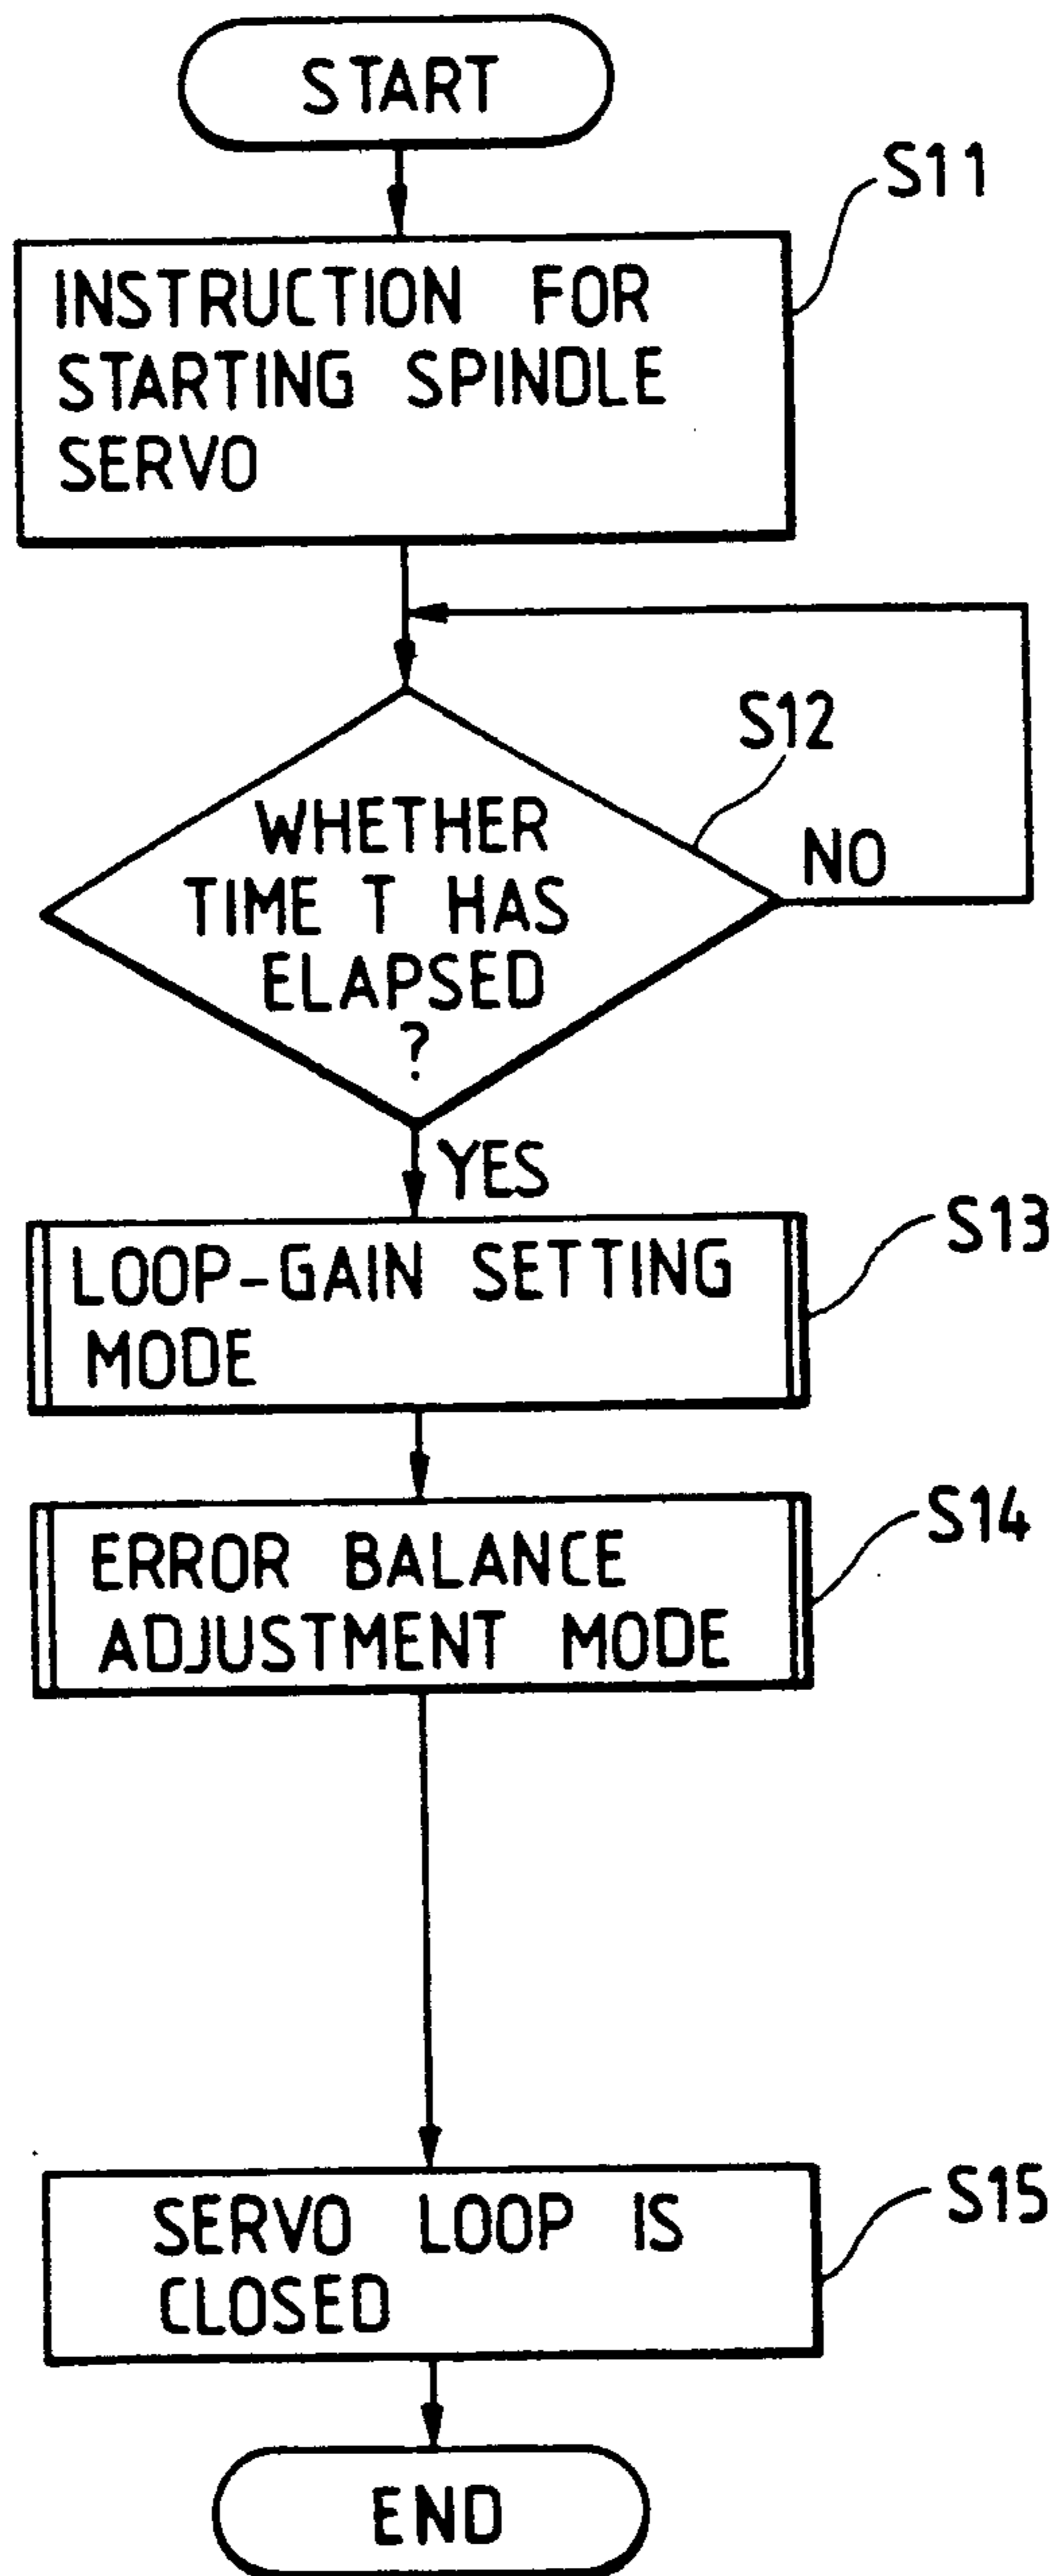 START
S11
INSTRUCTION FOR
STARTING SPINDLE
SERVO
S12
WHETHER
TIME T HAS
ELAPSED
?
NO
YES
S13
LOOP-GAIN SETTING
MODE
S14
ERROR BALANCE
ADJUSTMENT MODE
S15
SERVO LOOP IS
CLOSED
END